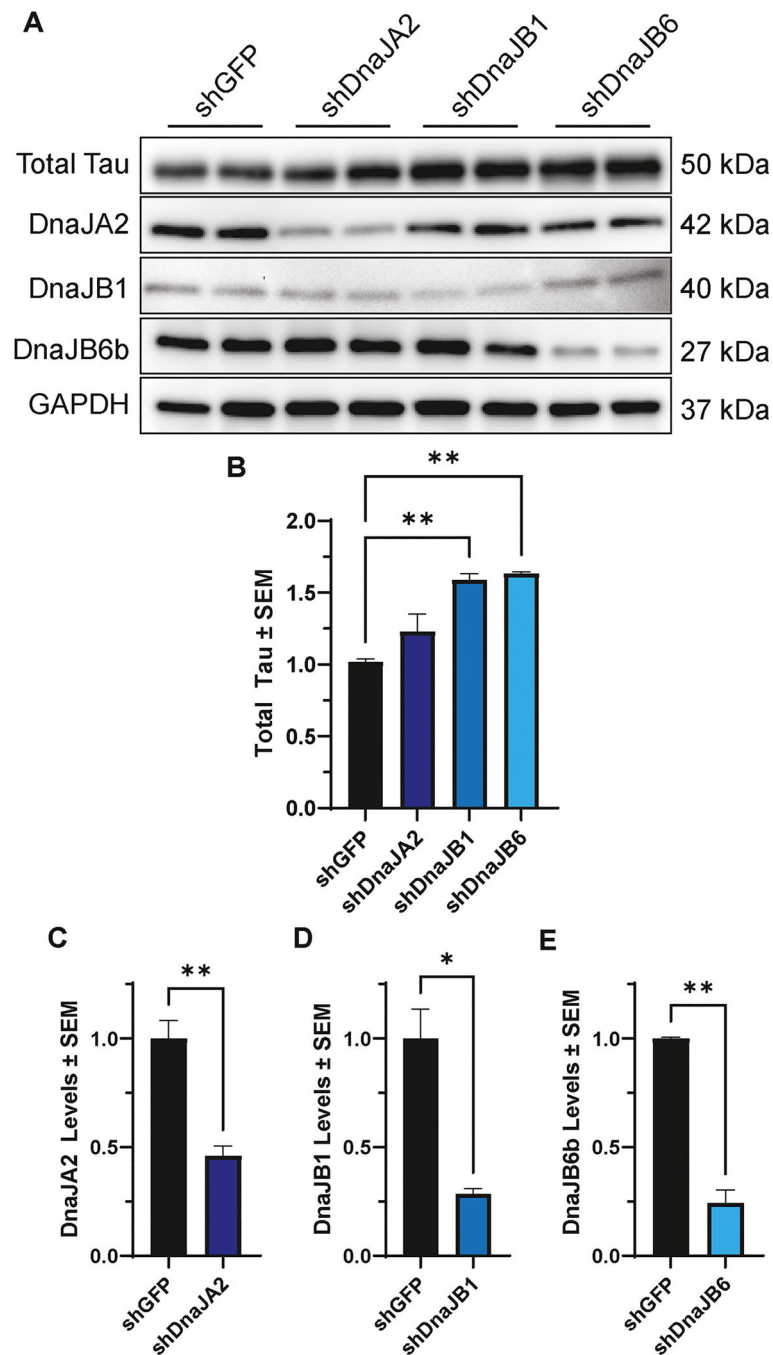 A
shGFP shDnaJA2 shDnaJB1 shDnaJB6
Total Tau 50 kDa
DnaJA2 42 kDa
DnaJB1 40 kDa
DnaJB6b 27 kDa
GAPDH 37 kDa
B
**
**
2.0
1.5
1.0
0.5
0.0
Total Tau ± SEM
shGFP shDnaJA2 shDnaJB1 shDnaJB6
C
**
1.0
0.5
0.0
DnaJA2 Levels ± SEM
shGFP shDnaJA2
D
*
1.0
0.5
0.0
DnaJB1 Levels ± SEM
shGFP shDnaJB1
E
**
1.0
0.5
0.0
DnaJB6b Levels ± SEM
shGFP shDnaJB6